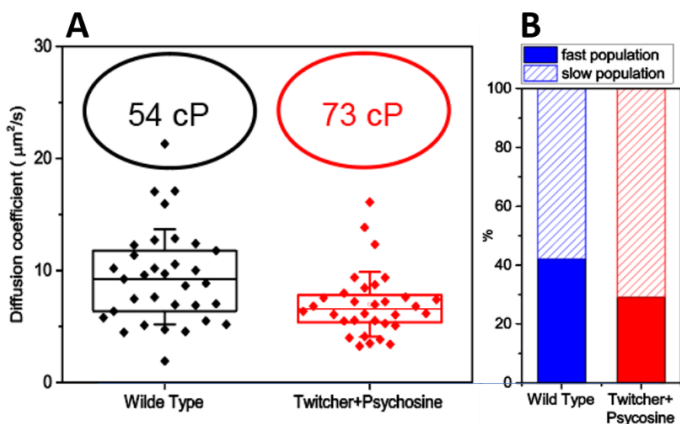 A
30
20
10
0
Diffusion coefficient ( μm²/s)
54 cP
73 cP
Wilde Type
Twitcher+Psychosine
B
fast population
slow population
100
80
60
40
20
0
%
Wild Type
Twitcher+
Psycosine